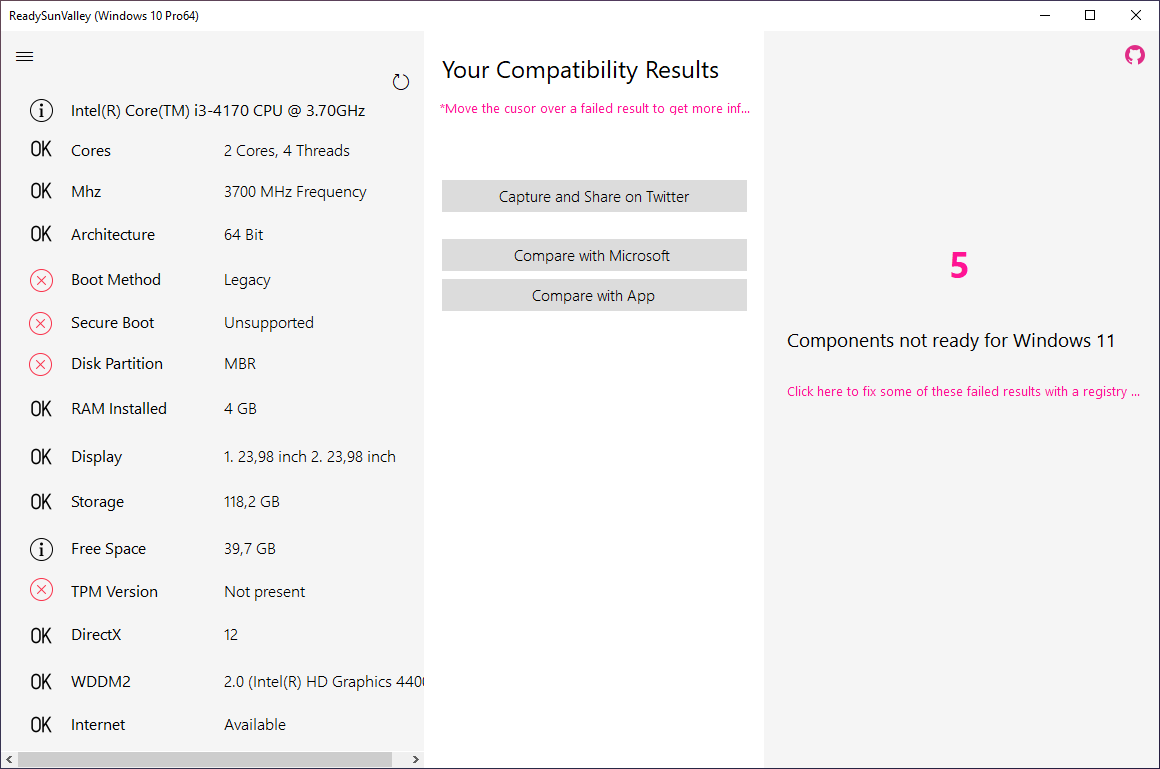 ReadySunValley (Windows 10 Pro64)
Intel(R) Core(TM) i3-4170 CPU @ 3.70GHz
OK Cores 2 Cores, 4 Threads
OK Mhz 3700 MHz Frequency
OK Architecture 64 Bit
Boot Method Legacy
Secure Boot Unsupported
Disk Partition MBR
OK RAM Installed 4 GB
OK Display 1. 23,98 inch 2. 23,98 inch
OK Storage 118,2 GB
Free Space 39,7 GB
TPM Version Not present
OK DirectX 12
OK WDDM2 2.0 (Intel(R) HD Graphics 440
OK Internet Available
Your Compatibility Results
*Move the cusor over a failed result to get more inf...
Capture and Share on Twitter
Compare with Microsoft
Compare with App
5
Components not ready for Windows 11
Click here to fix some of these failed results with a registry ...